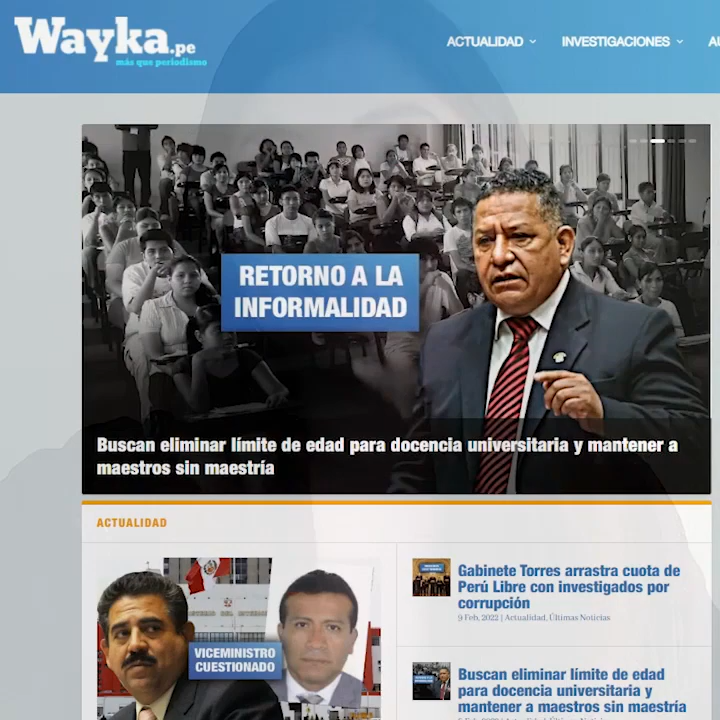 Wayka.pe
más que periodismo
ACTUALIDAD
INVESTIGACIONES
RETORNO A LA
INFORMALIDAD
Buscan eliminar límite de edad para docencia universitaria y mantener a
maestros sin maestría
ACTUALIDAD
VICEMINISTRO
CUESTIONADO
Gabinete Torres arrastra cuota de
Perú Libre con investigados por
corrupción
9 Feb, 2022 | Actualidad, Últimas Noticias
Buscan eliminar límite de edad
para docencia universitaria y
mantener a maestros sin maestría